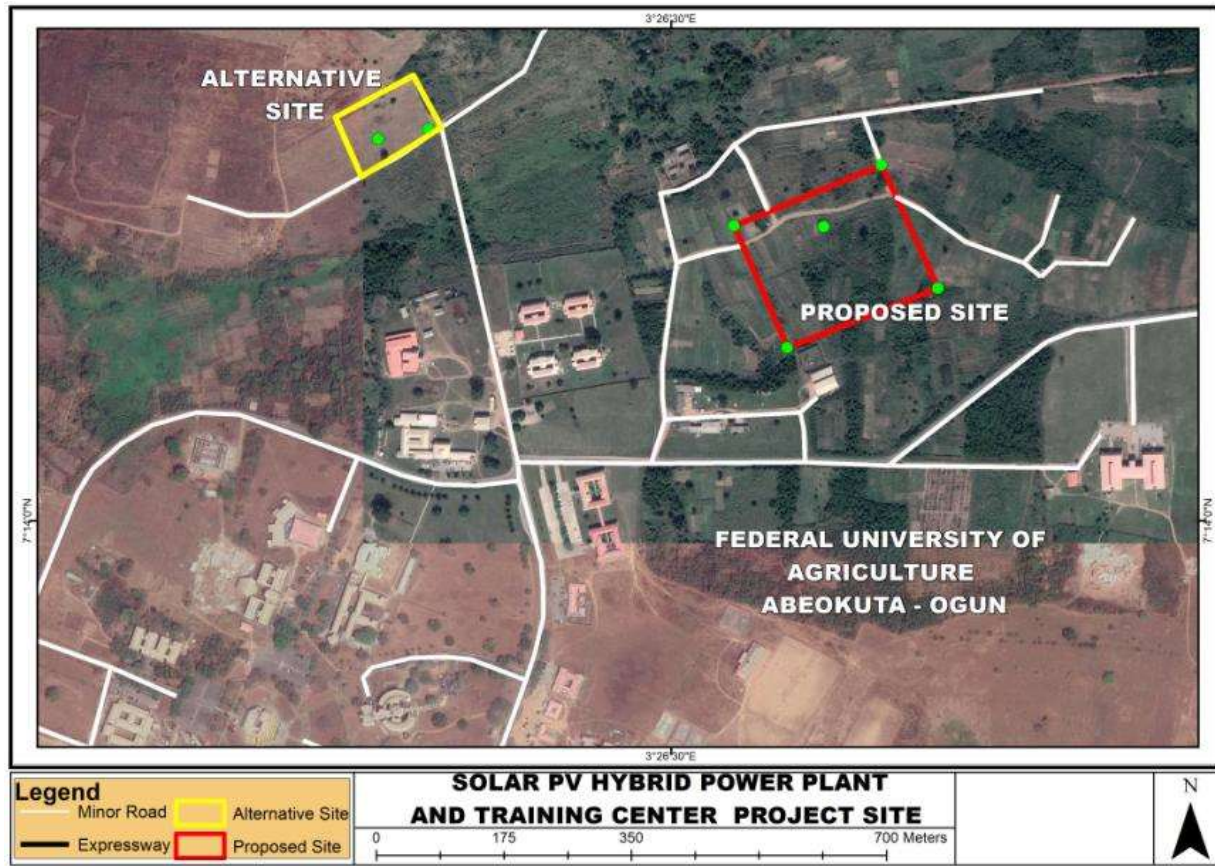 3°26'30"E
ALTERNATIVE
SITE
PROPOSED SITE
7°14'0"N
7°14'0"N
FEDERAL UNIVERSITY OF
AGRICULTURE
ABEOKUTA - OGUN
3°26'30"E
Legend
Minor Road
Alternative Site
Expressway
Proposed Site
SOLAR PV HYBRID POWER PLANT
AND TRAINING CENTER PROJECT SITE
0 175 350 700 Meters
N